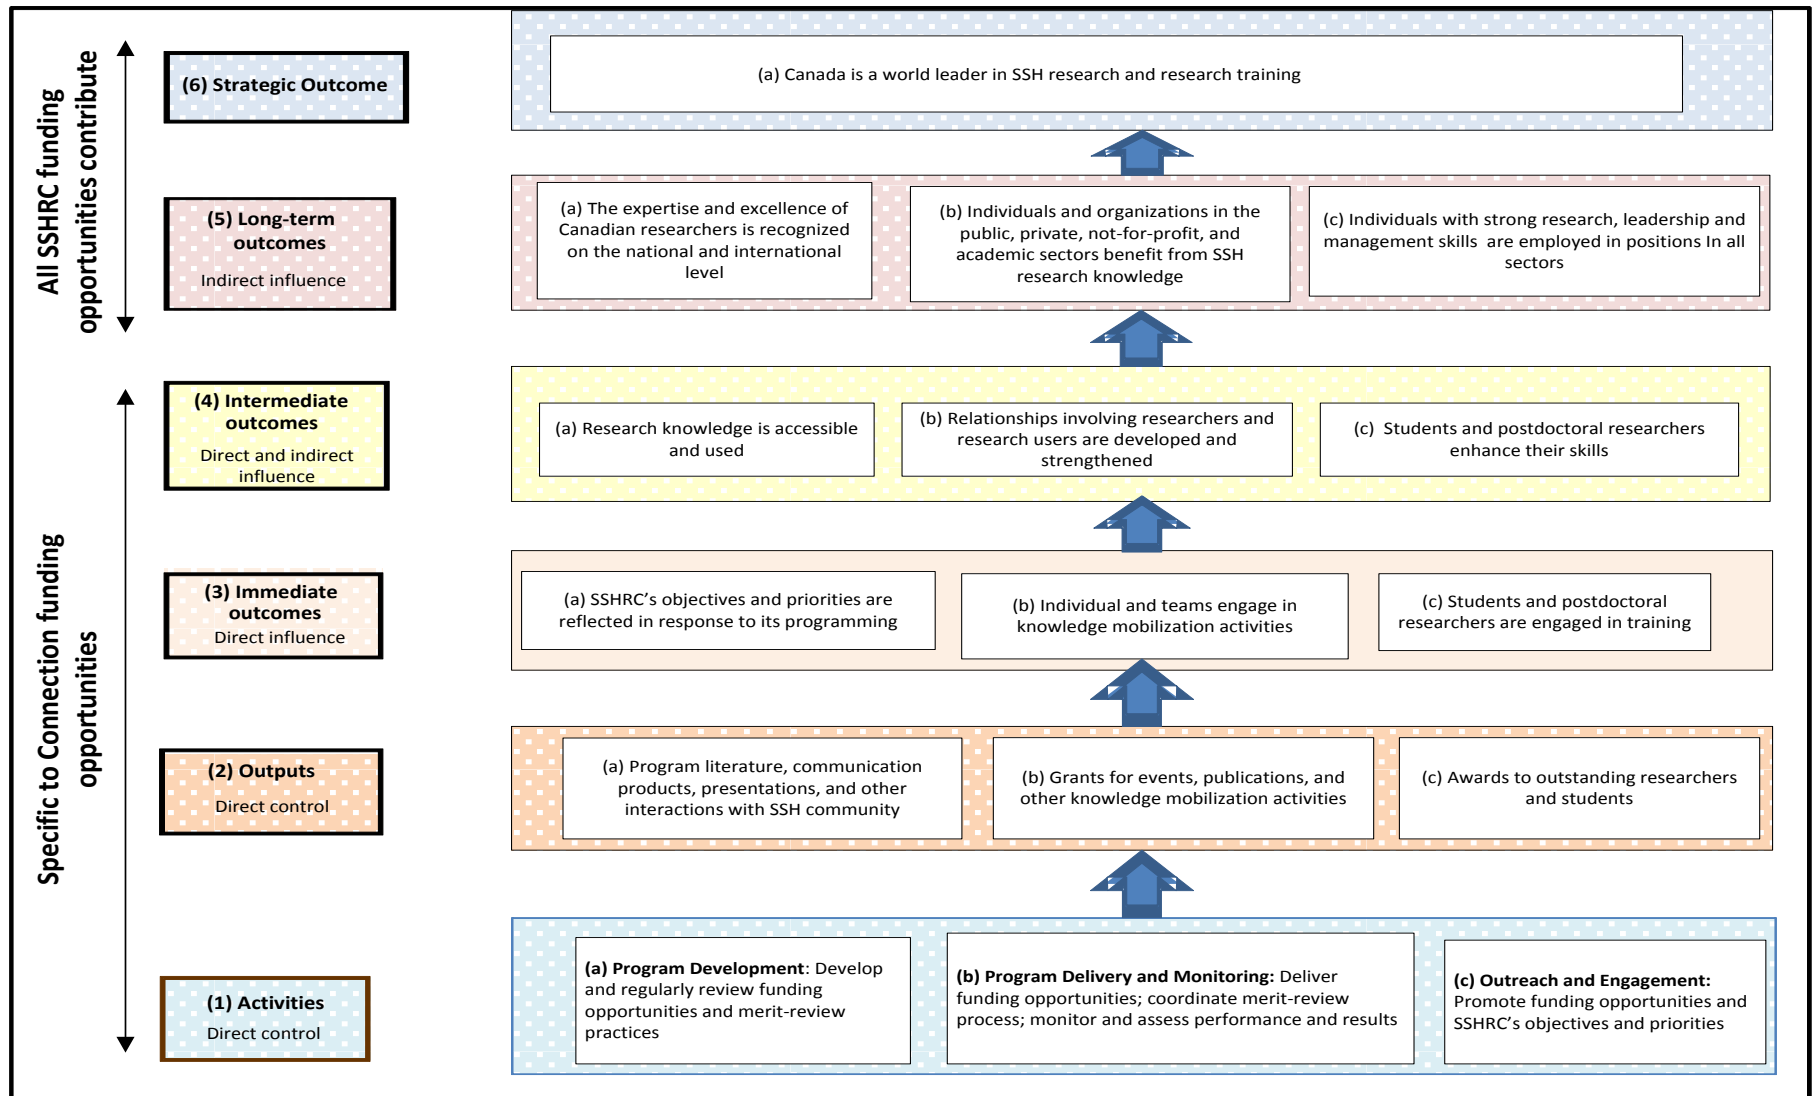 All SSHRC funding
opportunities contribute
(6) Strategic Outcome
(a) Canada is a world leader in SSH research and research training
(5) Long-term
outcomes
Indirect influence
(a) The expertise and excellence of
Canadian researchers is recognized
on the national and international
level
(b) Individuals and organizations in the
public, private, not-for-profit, and
academic sectors benefit from SSH
research knowledge
(c) Individuals with strong research, leadership and
management skills are employed in positions In all
sectors
Specific to Connection funding
opportunities
(4) Intermediate
outcomes
Direct and indirect
influence
(a) Research knowledge is accessible
and used
(b) Relationships involving researchers and
research users are developed and
strengthened
(c) Students and postdoctoral researchers
enhance their skills
(3) Immediate
outcomes
Direct influence
(a) SSHRC’s objectives and priorities are
reflected in response to its programming
(b) Individual and teams engage in
knowledge mobilization activities
(c) Students and postdoctoral
researchers are engaged in training
(2) Outputs
Direct control
(a) Program literature, communication
products, presentations, and other
interactions with SSH community
(b) Grants for events, publications, and
other knowledge mobilization activities
(c) Awards to outstanding researchers
and students
(1) Activities
Direct control
(a) Program Development: Develop
and regularly review funding
opportunities and merit-review
practices
(b) Program Delivery and Monitoring: Deliver
funding opportunities; coordinate merit-review
process; monitor and assess performance and results
(c) Outreach and Engagement:
Promote funding opportunities and
SSHRC’s objectives and priorities